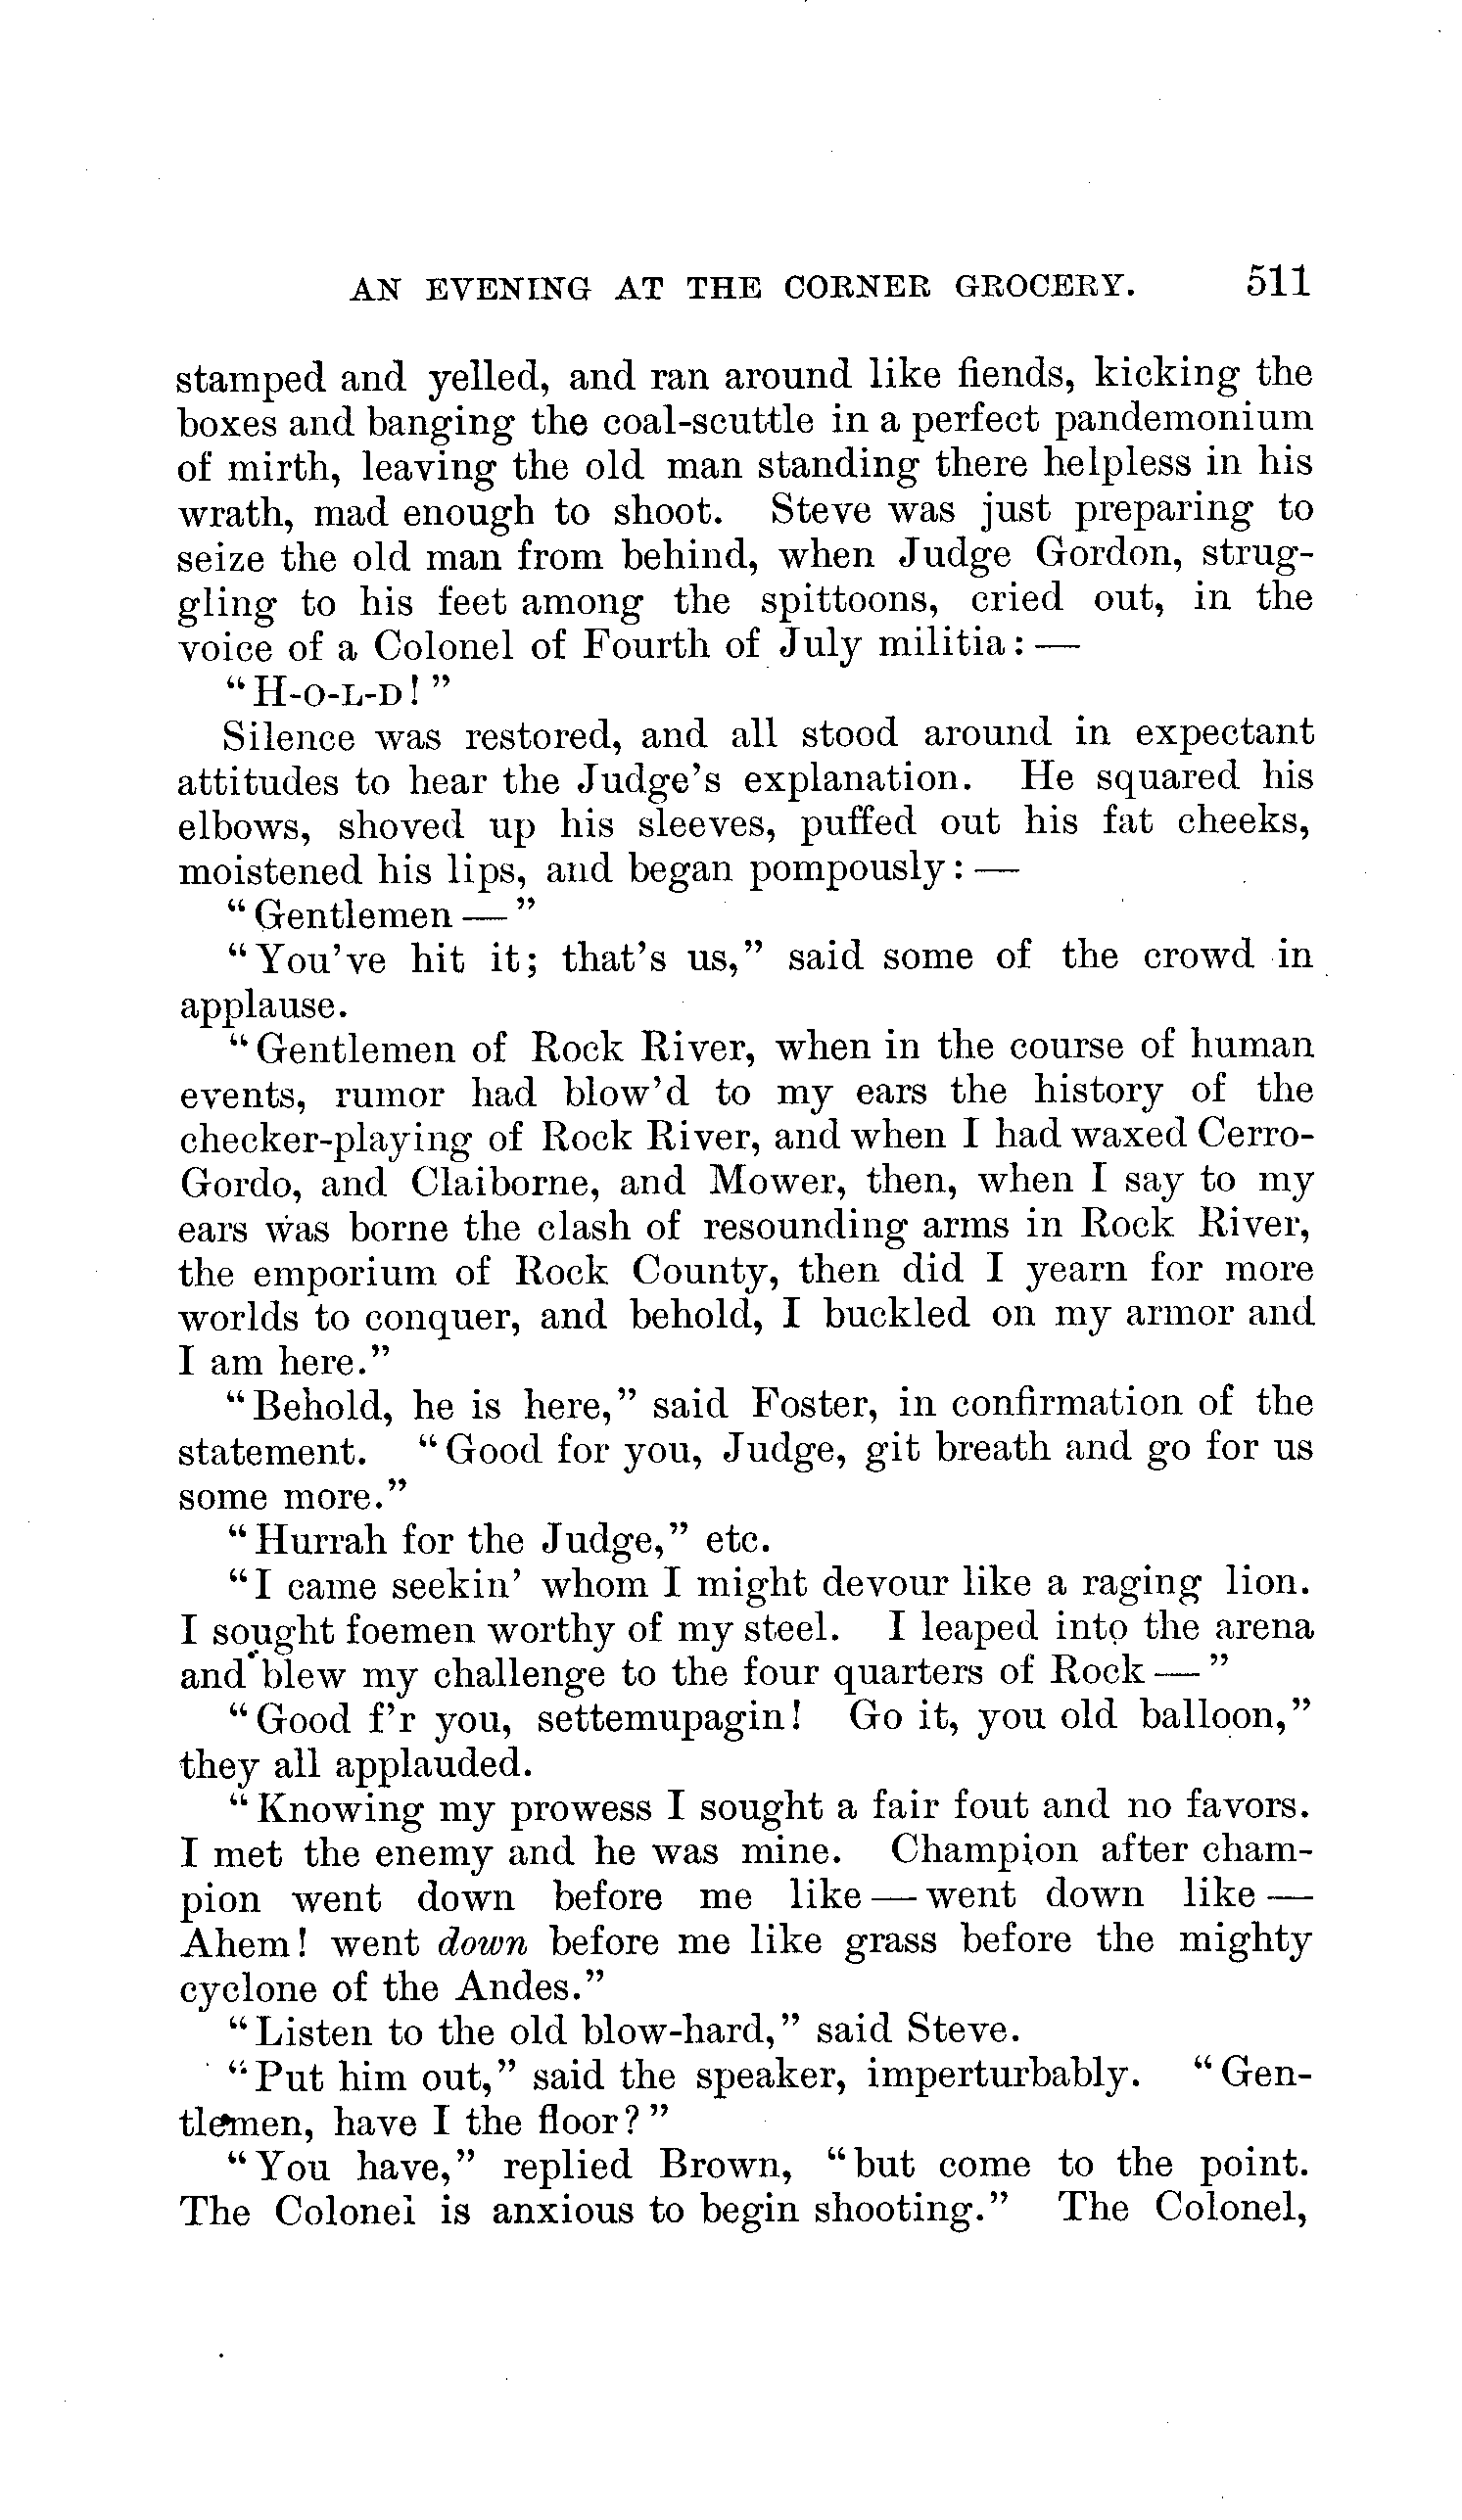 AN EVENING AT THE CORNER GROCERY. 511
stamped and yelled, and ran around like fiends, kicking the
boxes and banging the coal-scuttle in a perfect pandemonium
of mirth, leaving the old man standing there helpless in his
wrath, mad enough to shoot. Steve was just preparing to
seize the old man from behind, when Judge Gordon, strug-
gling to his feet among the spittoons, cried out, in the
voice of a Colonel of Fourth of July militia: —
"H-O-L-D!"
Silence was restored, and all stood around in expectant
attitudes to hear the Judge's explanation. He squared his
elbows, shoved up his sleeves, puffed out his fat cheeks,
moistened his lips, and began pompously: —
"Gentlemen — "
"You've hit it; that's us," said some of the crowd in
applause.
"Gentlemen of Rock River, when in the course of human
events, rumor had blow'd to my ears the history of the
checker-playing of Rock River, and when I had waxed Cerro-
Gordo, and Claiborne, and Mower, then, when I say to my
ears was borne the clash of resounding arms in Rock River,
the emporium of Rock County, then did I yearn for more
worlds to conquer, and behold, I buckled on my armor and
I am here."
"Behold, he is here," said Foster, in confirmation of the
statement. "Good for you, Judge, git breath and go for us
some more."
"Hurrah for the Judge," etc.
"I came seekin' whom I might devour like a raging lion.
I sought foemen worthy of my steel. I leaped into the arena
and blew my challenge to the four quarters of Rock — "
"Good f'r you, settemupagin! Go it, you old balloon,"
they all applauded.
"Knowing my prowess I sought a fair fout and no favors.
I met the enemy and he was mine. Champion after cham-
pion went down before me like — went down like —
Ahem! went down before me like grass before the mighty
cyclone of the Andes."
"Listen to the old blow-hard," said Steve.
"Put him out," said the speaker, imperturbably. "Gen-
tlemen, have I the floor?"
"You have," replied Brown, "but come to the point.
The Colonel is anxious to begin shooting." The Colonel,